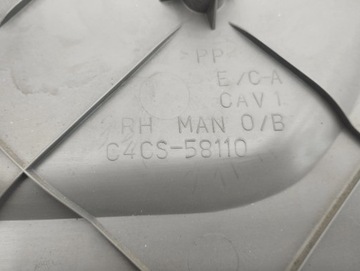 PP
E/C-A
CAV 1
RH MAN O/B
C4CS-58110